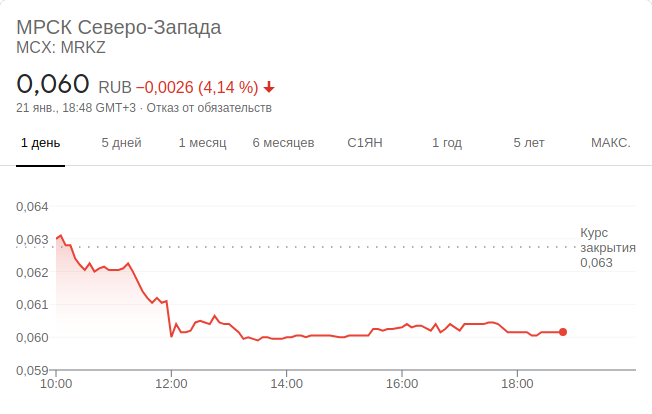 МРСК Северо-Запада
MCX: MRKZ
0,060 RUB −0,0026 (4,14 %)
21 янв., 18:48 GMT+3 · Отказ от обязательств
1 день 5 дней 1 месяц 6 месяцев С1ЯН 1 год 5 лет МАКС.
0,064
0,063
0,062
0,061
0,060
0,059
Курс
закрытия
0,063
10:00 12:00 14:00 16:00 18:00